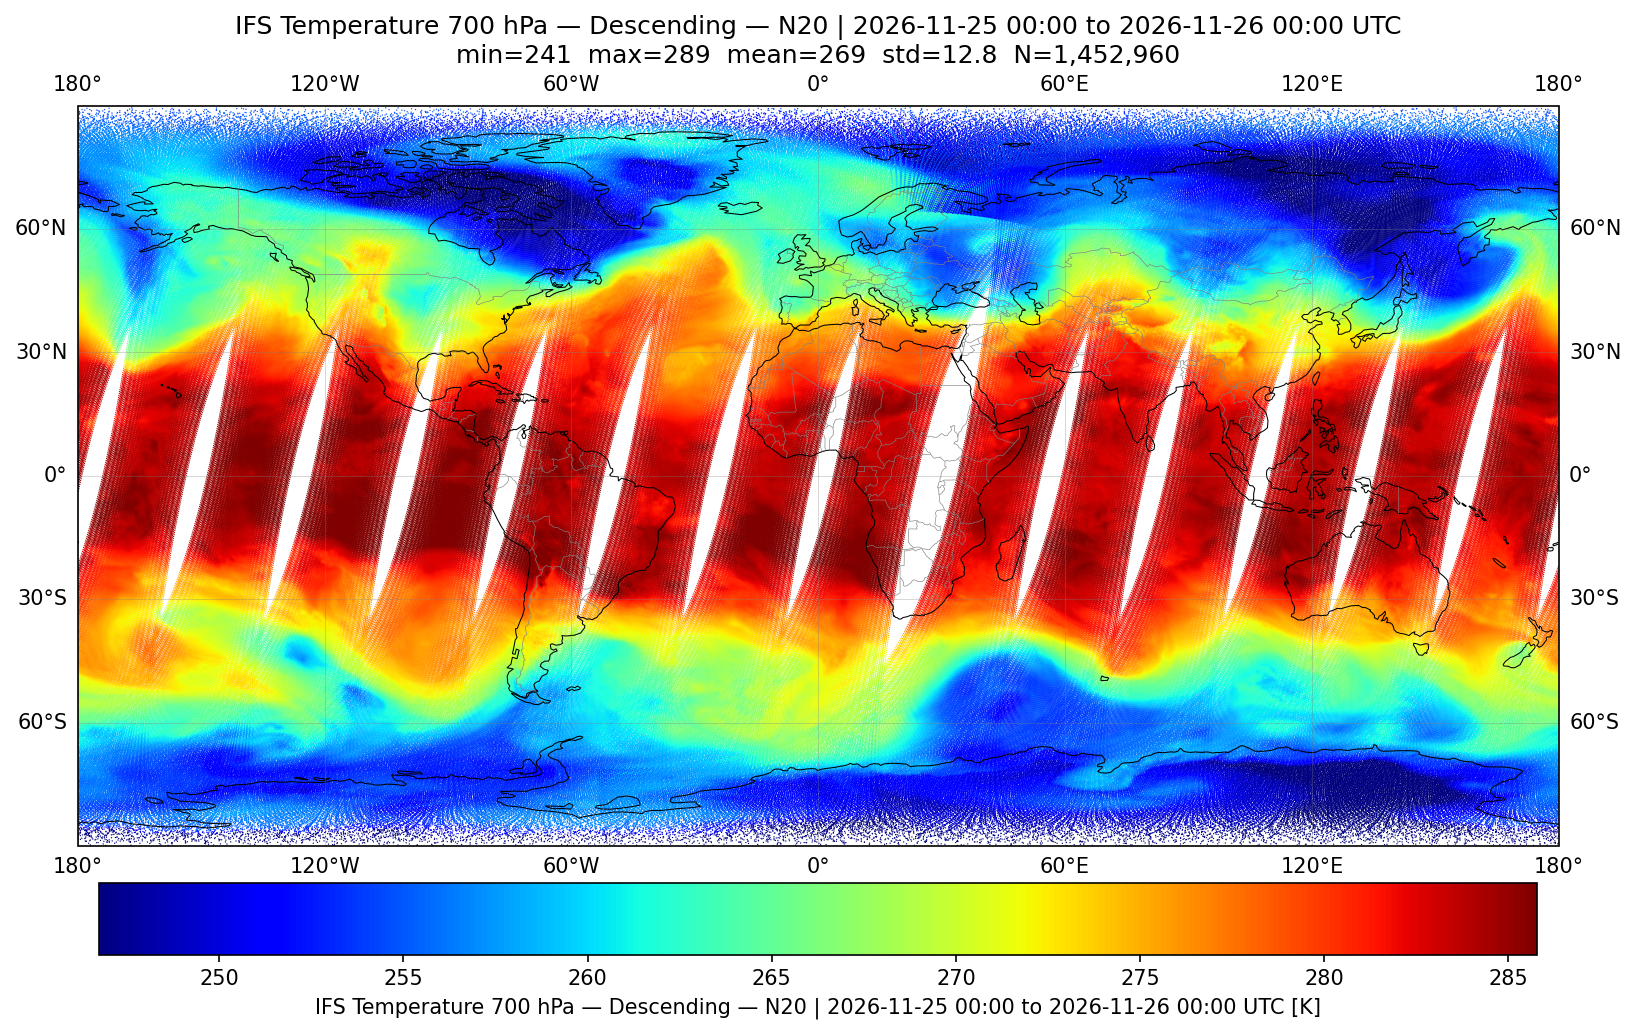 IFS Temperature 700 hPa — Descending — N20 | 2026-11-25 00:00 to 2026-11-26 00:00 UTC
min=241 max=289 mean=269 std=12.8 N=1,452,960
180° 120°W 60°W 0° 60°E 120°E 180°
60°N 60°N
30°N 30°N
0° 0°
30°S 30°S
60°S 60°S
180° 120°W 60°W 0° 60°E 120°E 180°
250 255 260 265 270 275 280 285
IFS Temperature 700 hPa — Descending — N20 | 2026-11-25 00:00 to 2026-11-26 00:00 UTC [K]